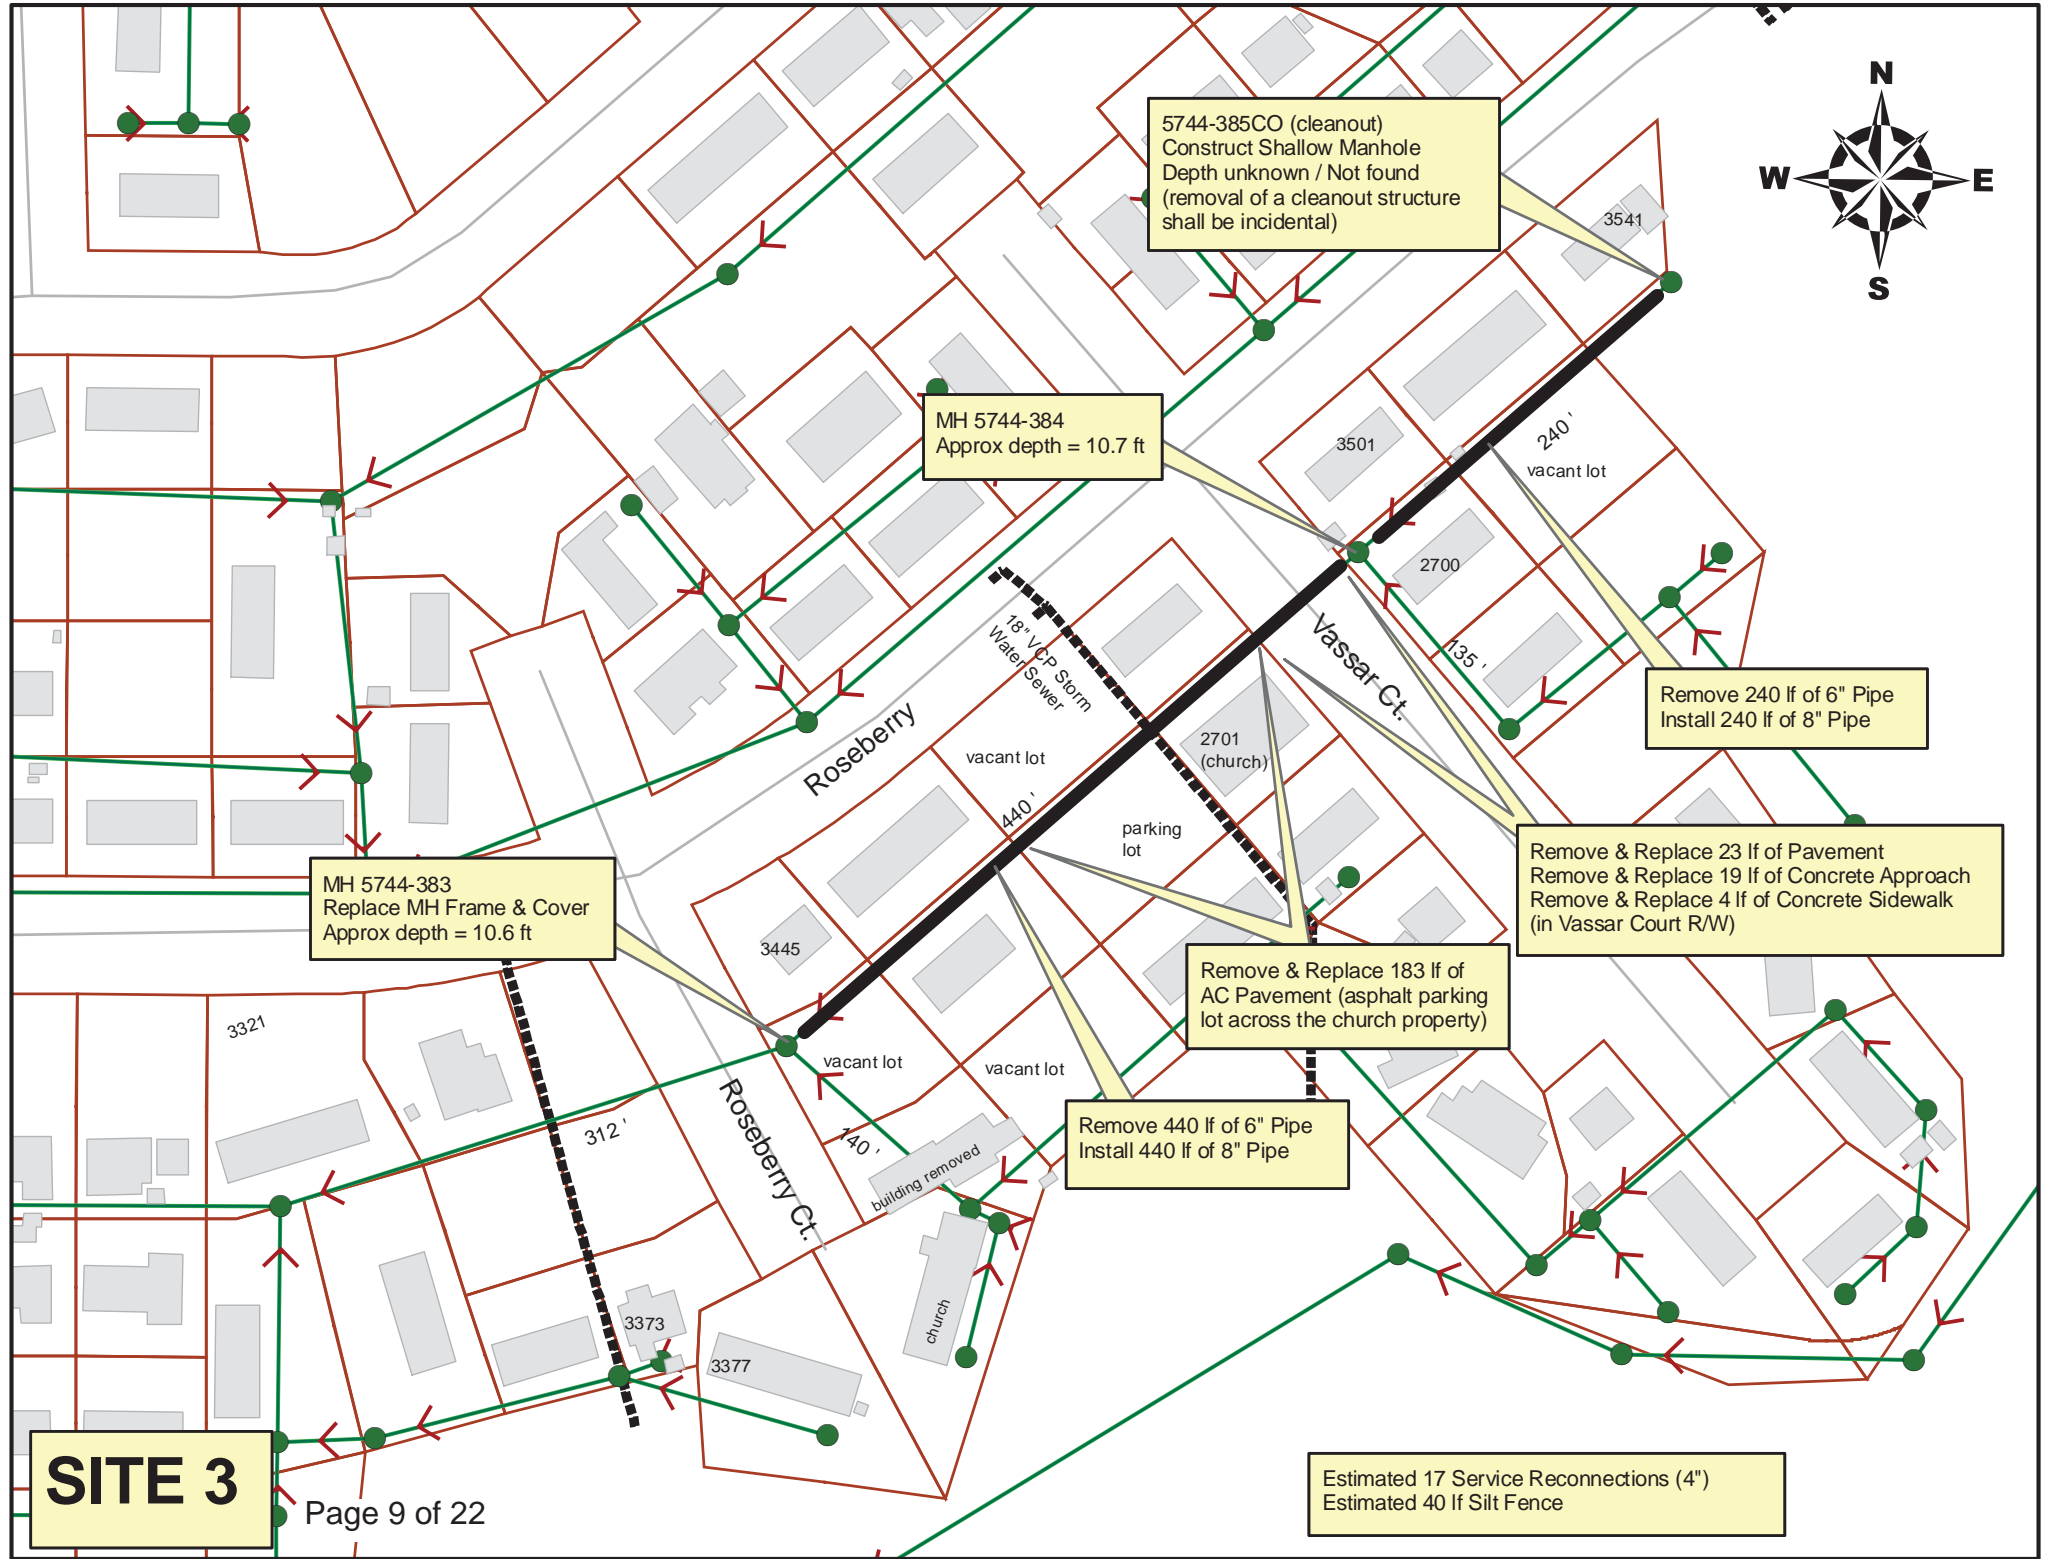 N
W
E
S
5744-385CO (cleanout)
Construct Shallow Manhole
Depth unknown / Not found
(removal of a cleanout structure
shall be incidental)
3541
MH 5744-384
Approx depth = 10.7 ft
3501
240 '
vacant lot
2700
135 '
Vassar Ct.
18" VCP Storm
Water Sewer
Roseberry
Remove 240 lf of 6" Pipe
Install 240 lf of 8" Pipe
2701
(church)
vacant lot
440 '
parking
lot
Remove & Replace 23 lf of Pavement
Remove & Replace 19 lf of Concrete Approach
Remove & Replace 4 lf of Concrete Sidewalk
(in Vassar Court R/W)
MH 5744-383
Replace MH Frame & Cover
Approx depth = 10.6 ft
3445
Remove & Replace 183 lf of
AC Pavement (asphalt parking
lot across the church property)
3321
vacant lot
vacant lot
312 '
Roseberry Ct.
140 '
building removed
Remove 440 lf of 6" Pipe
Install 440 lf of 8" Pipe
church
3373
3377
SITE 3
Page 9 of 22
Estimated 17 Service Reconnections (4")
Estimated 40 lf Silt Fence